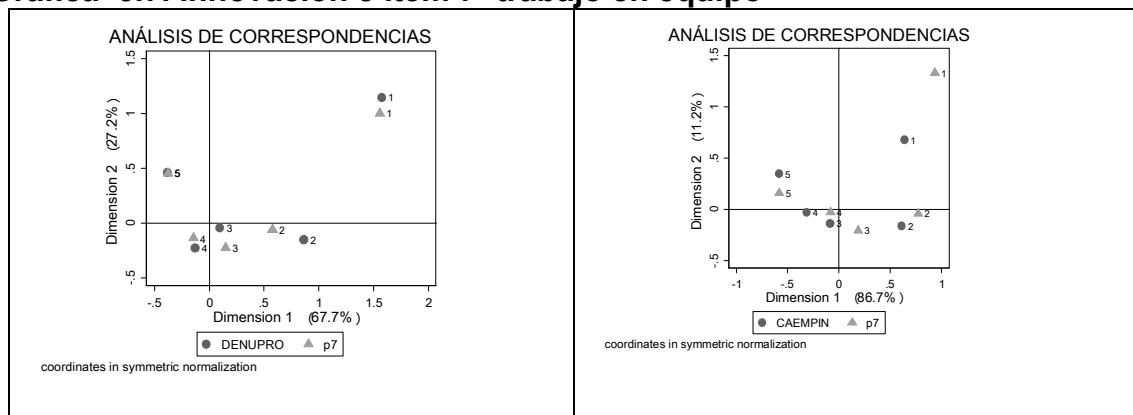 ANÁLISIS DE CORRESPONDENCIAS
Dimension 2 (27.2%)
1.5
1
.5
0
-.5
1
1
5
5
3
2
4
2
4
3
-.5 0 .5 1 1.5 2
Dimension 1 (67.7%)
DENUPRO p7
coordinates in symmetric normalization
ANÁLISIS DE CORRESPONDENCIAS
Dimension 2 (11.2%)
1.5
1
.5
0
-.5
1
1
5
5
4
4
2
3
2
3
-1 -.5 0 .5 1
Dimension 1 (86.7%)
CAEMPIN p7
coordinates in symmetric normalization